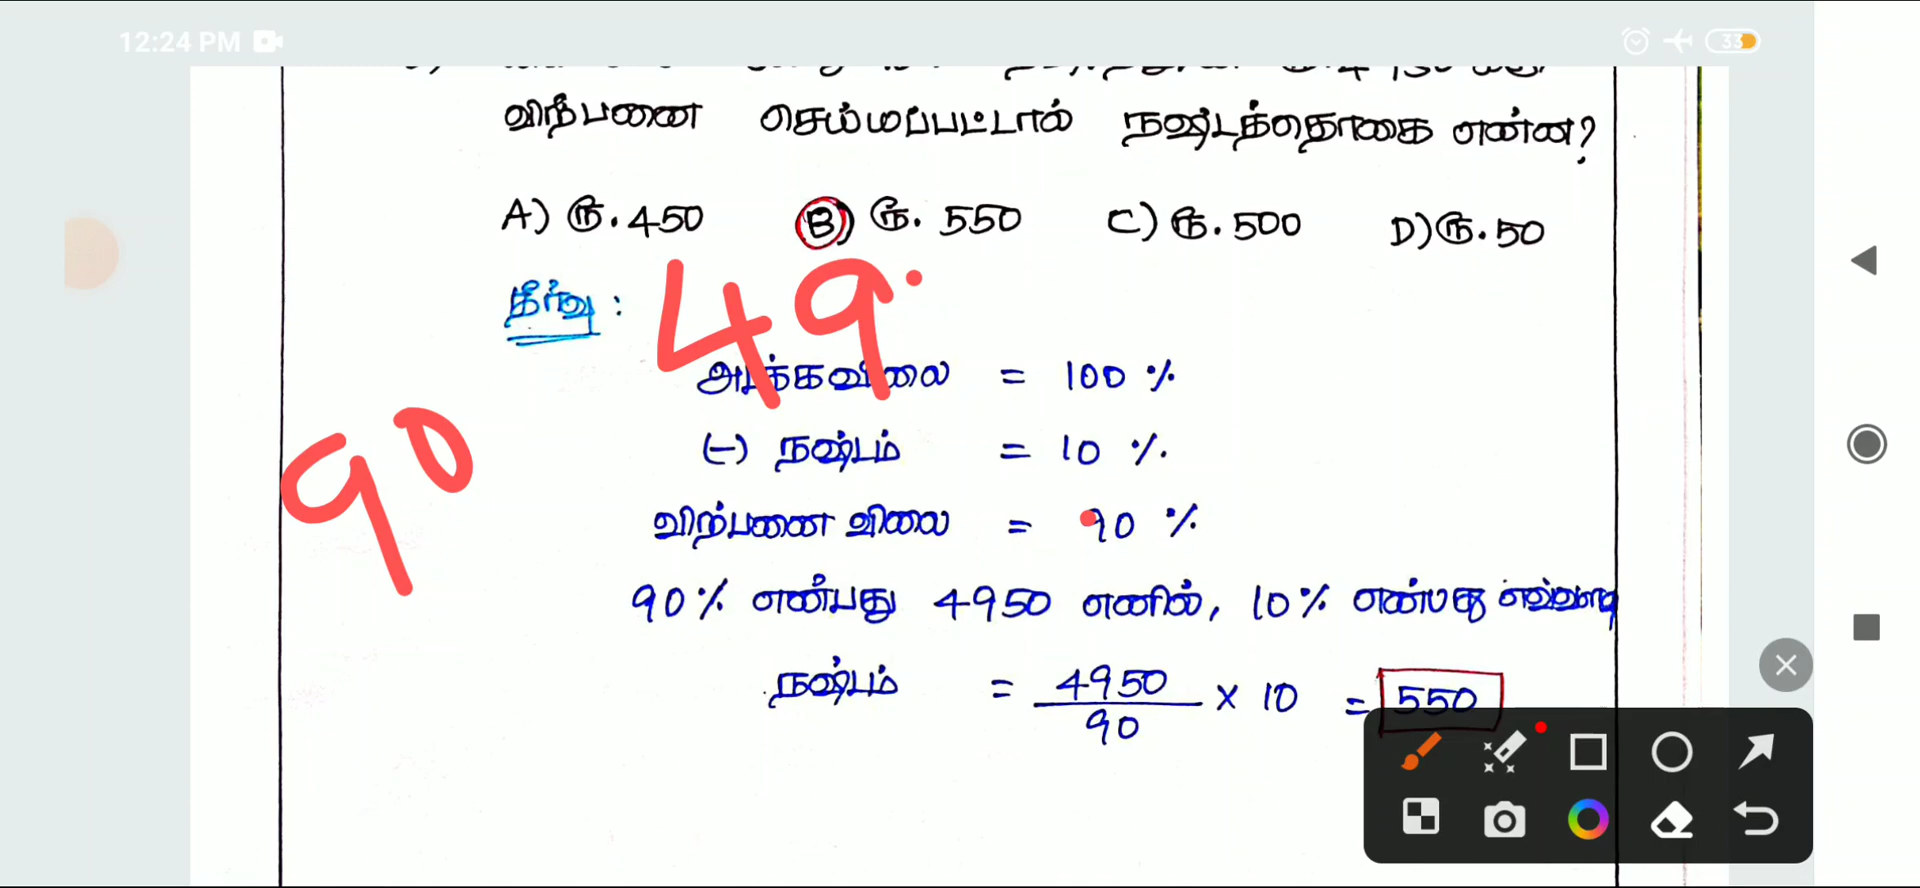 12:24 PM
33
விற்பனை செய்யப்பட்டால் நஷ்டத்தொகை என்ன?
A) ரூ. 450 B) ரூ. 550 C) ரூ. 500 D) ரூ. 50
தீர்வு :
49.
அடக்கவிலை = 100 %
90
(-) நஷ்டம் = 10 %
விற்பனை விலை = 90 %
90% என்பது 4950 எனில், 10% என்பது எவ்வளவு
நஷ்டம் = 4950 / 90 × 10 = 550